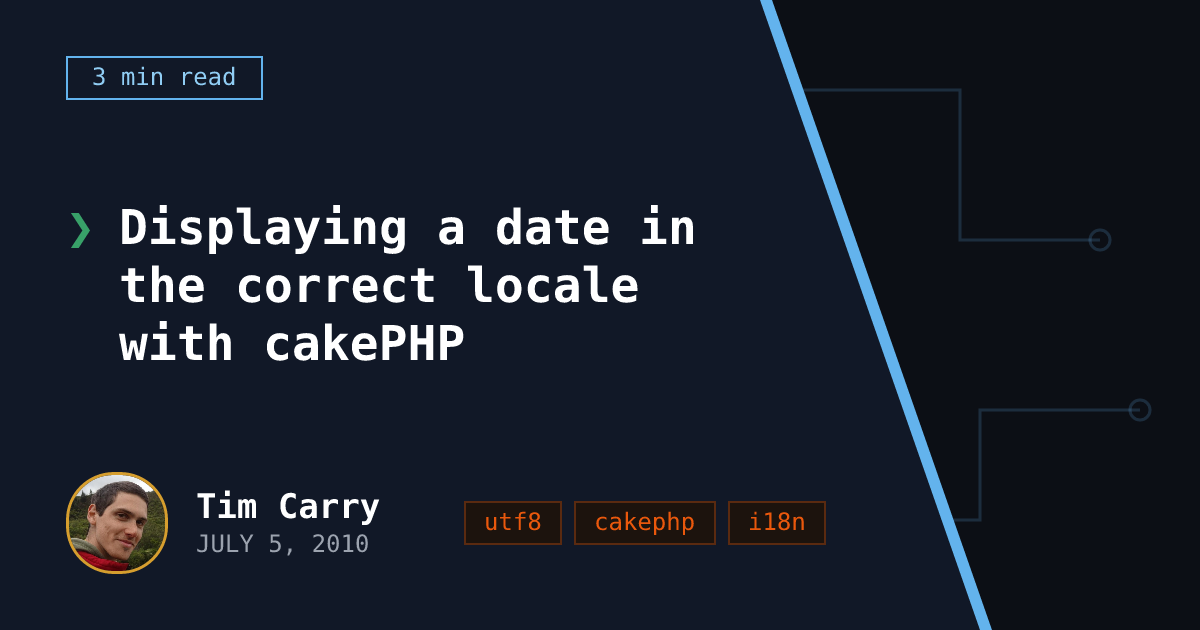 3 min read
❯ Displaying a date in
the correct locale
with cakePHP
Tim Carry
JULY 5, 2010
utf8 cakephp i18n